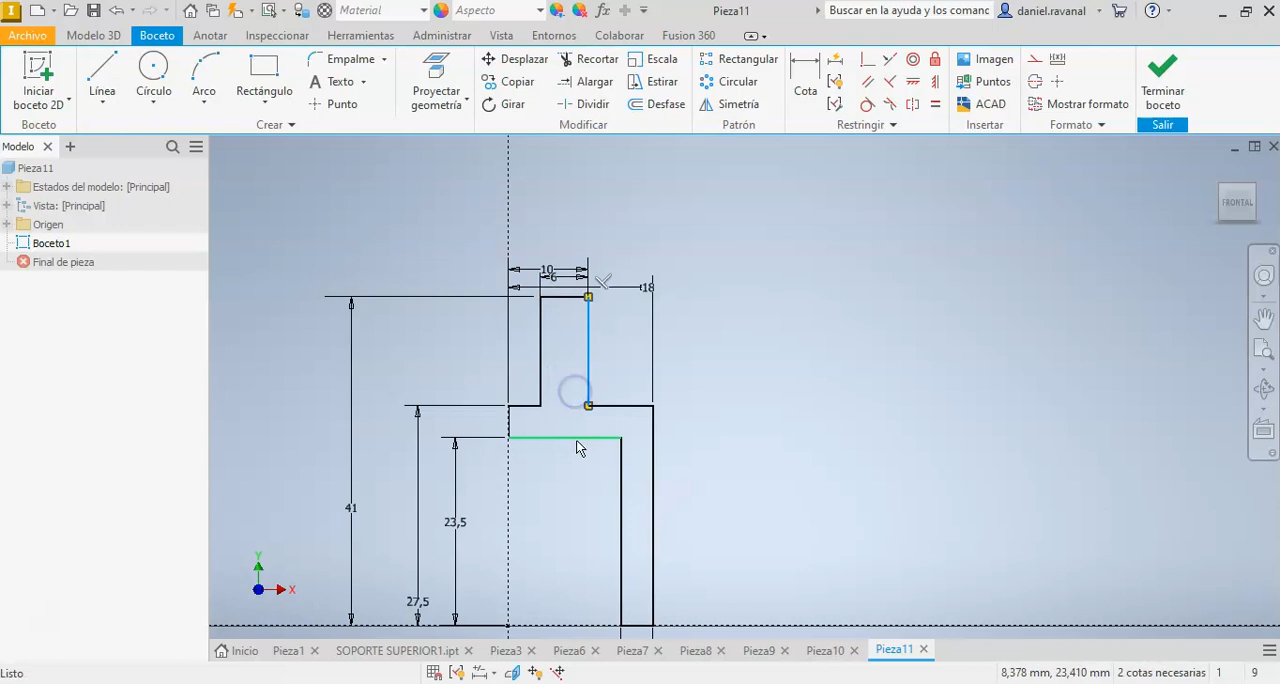 Material Aspecto fx Pieza11 Buscar en la ayuda y los comanc daniel.ravanal
Archivo Modelo 3D Boceto Anotar Inspeccionar Herramientas Administrar Vista Entornos Colaborar Fusion 360
Iniciar boceto 2D
Línea
Círculo
Arco
Rectángulo
Empalme
Texto
Punto
Proyectar geometría
Desplazar Recortar Escala
Copiar Alargar Estirar
Girar Dividir Desfase
Rectangular
Circular
Simetría
Cota
Imagen
Puntos
ACAD
Mostrar formato
Terminar boceto
Boceto Crear Modificar Patrón Restringir Insertar Formato Salir
Modelo
Pieza11
Estados del modelo: [Principal]
Vista: [Principal]
Origen
Boceto1
Final de pieza
FRONTAL
10
6
18
41
23,5
27,5
Y
X
Inicio Pieza1 SOPORTE SUPERIOR1.ipt Pieza3 Pieza6 Pieza7 Pieza8 Pieza9 Pieza10 Pieza11
Listo 8,378 mm, 23,410 mm 2 cotas necesarias 1 9